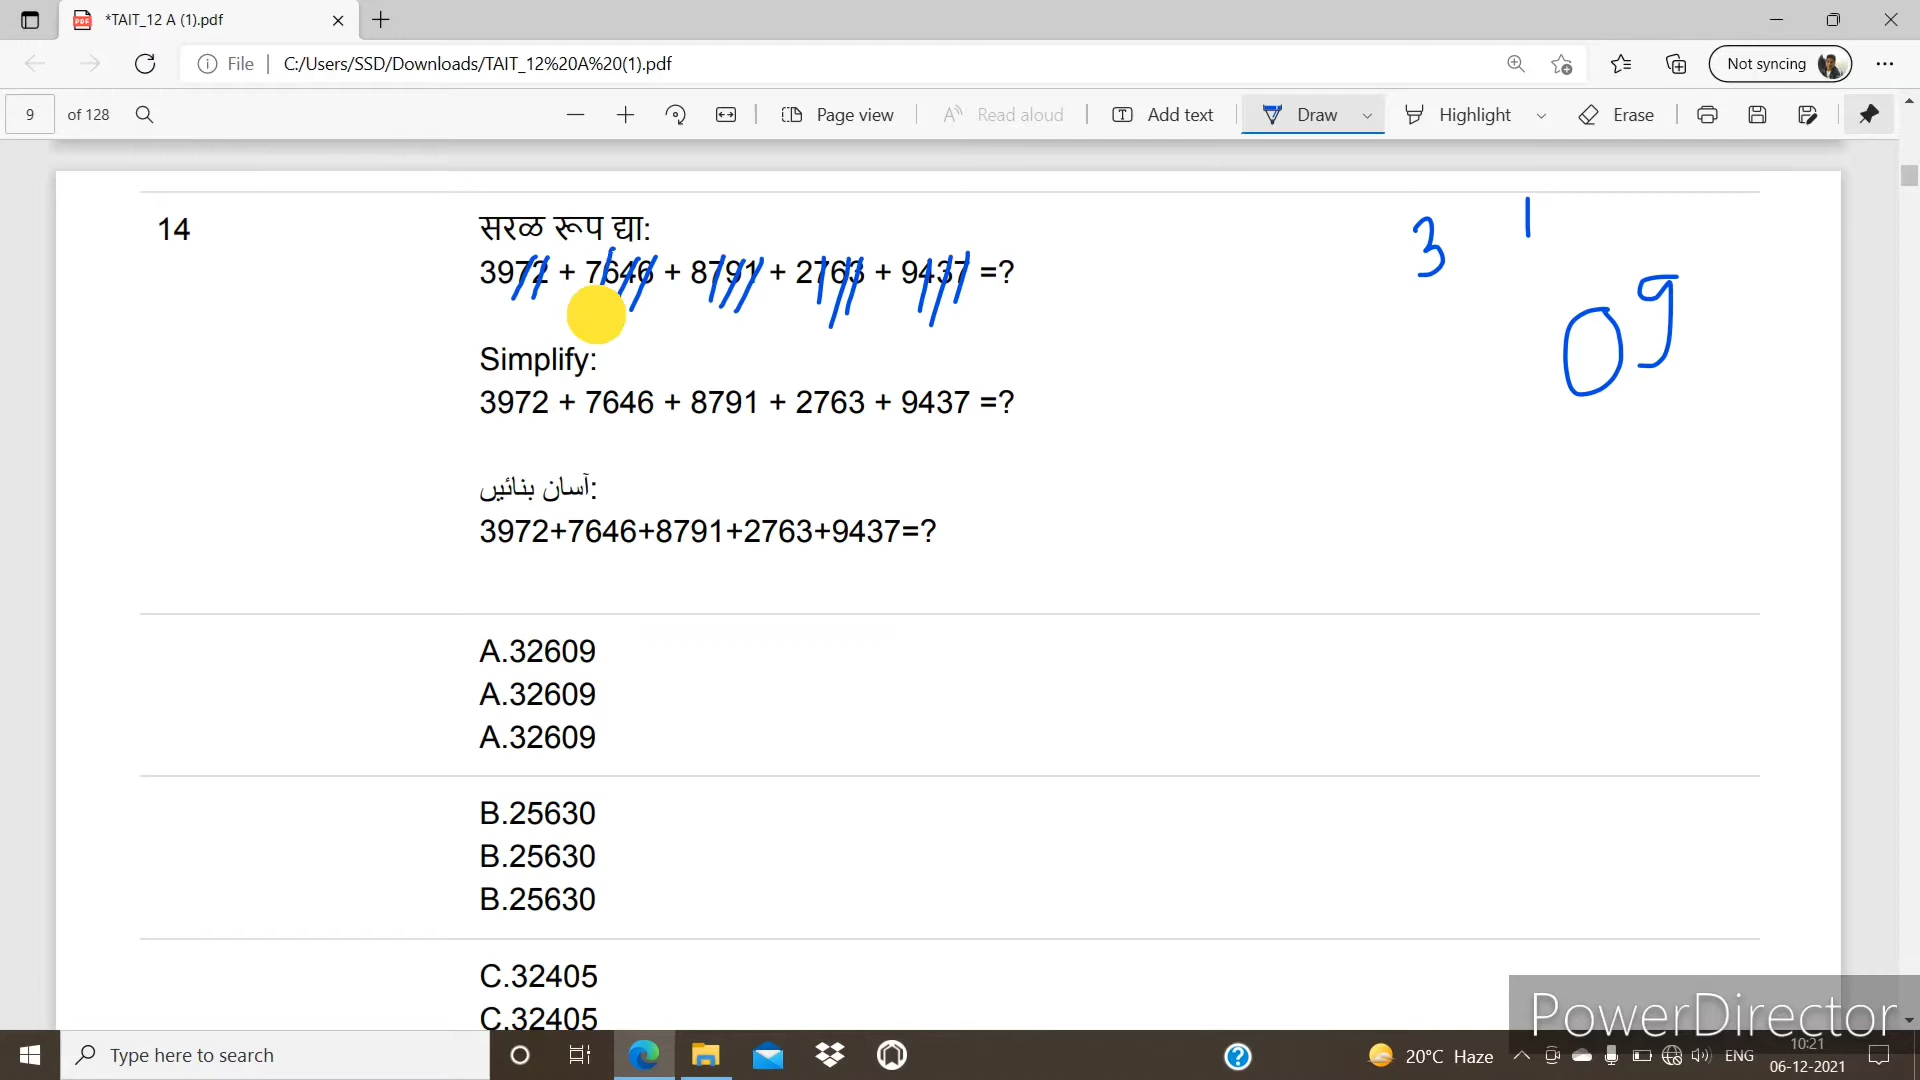 *TAIT_12 A (1).pdf
File | C:/Users/SSD/Downloads/TAIT_12%20A%20(1).pdf
Not syncing
9 of 128
Page view
Read aloud
Add text
Draw
Highlight
Erase
14
सरळ रूप द्या:
3972 + 7646 + 8791 + 2763 + 9437 =?
3 1
09
Simplify:
3972 + 7646 + 8791 + 2763 + 9437 =?
آسان بنائیں:
3972+7646+8791+2763+9437=?
A.32609
A.32609
A.32609
B.25630
B.25630
B.25630
C.32405
C.32405
PowerDirector
Type here to search
20°C Haze
ENG
10:21
06-12-2021